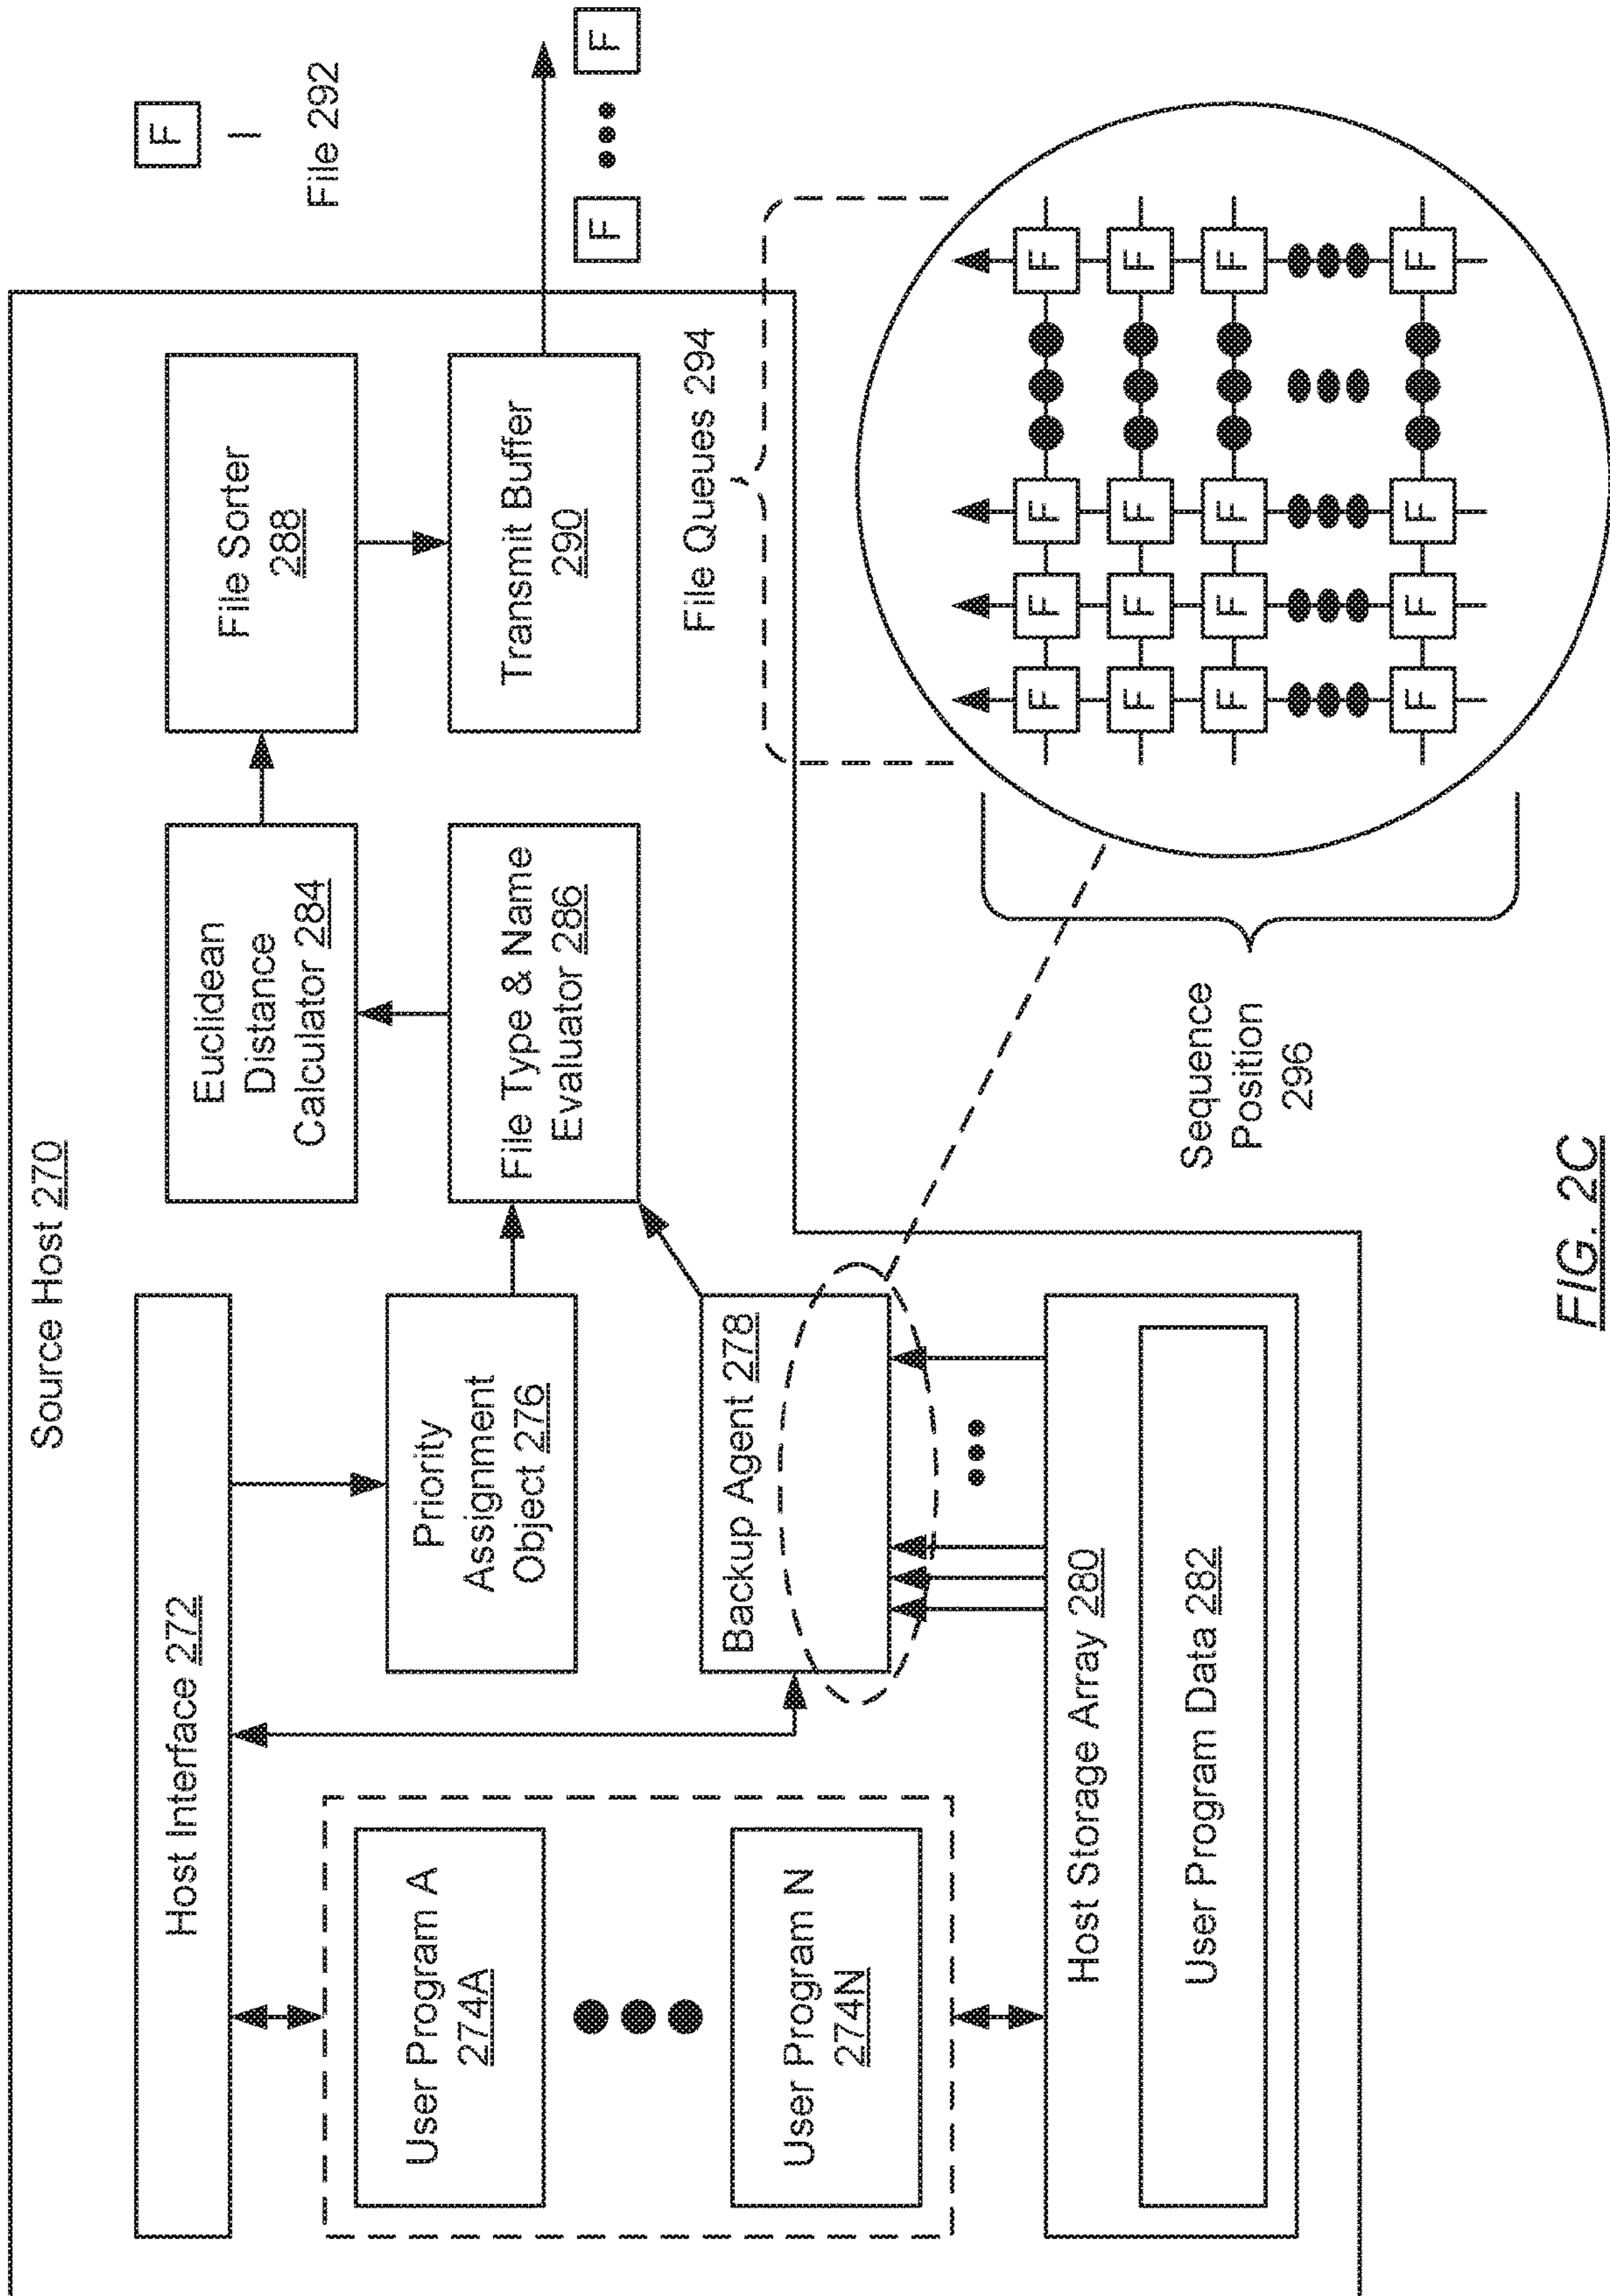 Source Host 270
Host Interface 272
User Program A
274A
User Program N
274N
Priority
Assignment
Object 276
Backup Agent 278
Host Storage Array 280
User Program Data 282
Euclidean
Distance
Calculator 284
File Type & Name
Evaluator 286
File Sorter
288
Transmit Buffer
290
F
File 292
F
F
File Queues 294
F F F F
F F F F
F F F F
F F F F
Sequence
Position
296
FIG. 2C